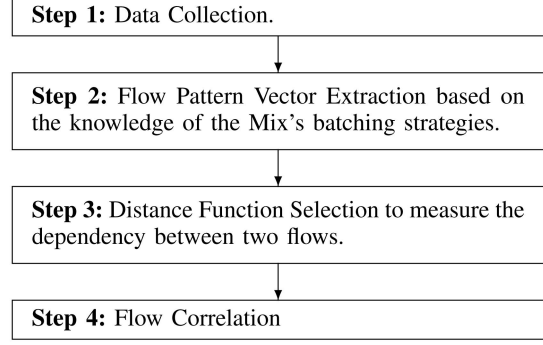 Step 1: Data Collection.
Step 2: Flow Pattern Vector Extraction based on
the knowledge of the Mix's batching strategies.
Step 3: Distance Function Selection to measure the
dependency between two flows.
Step 4: Flow Correlation